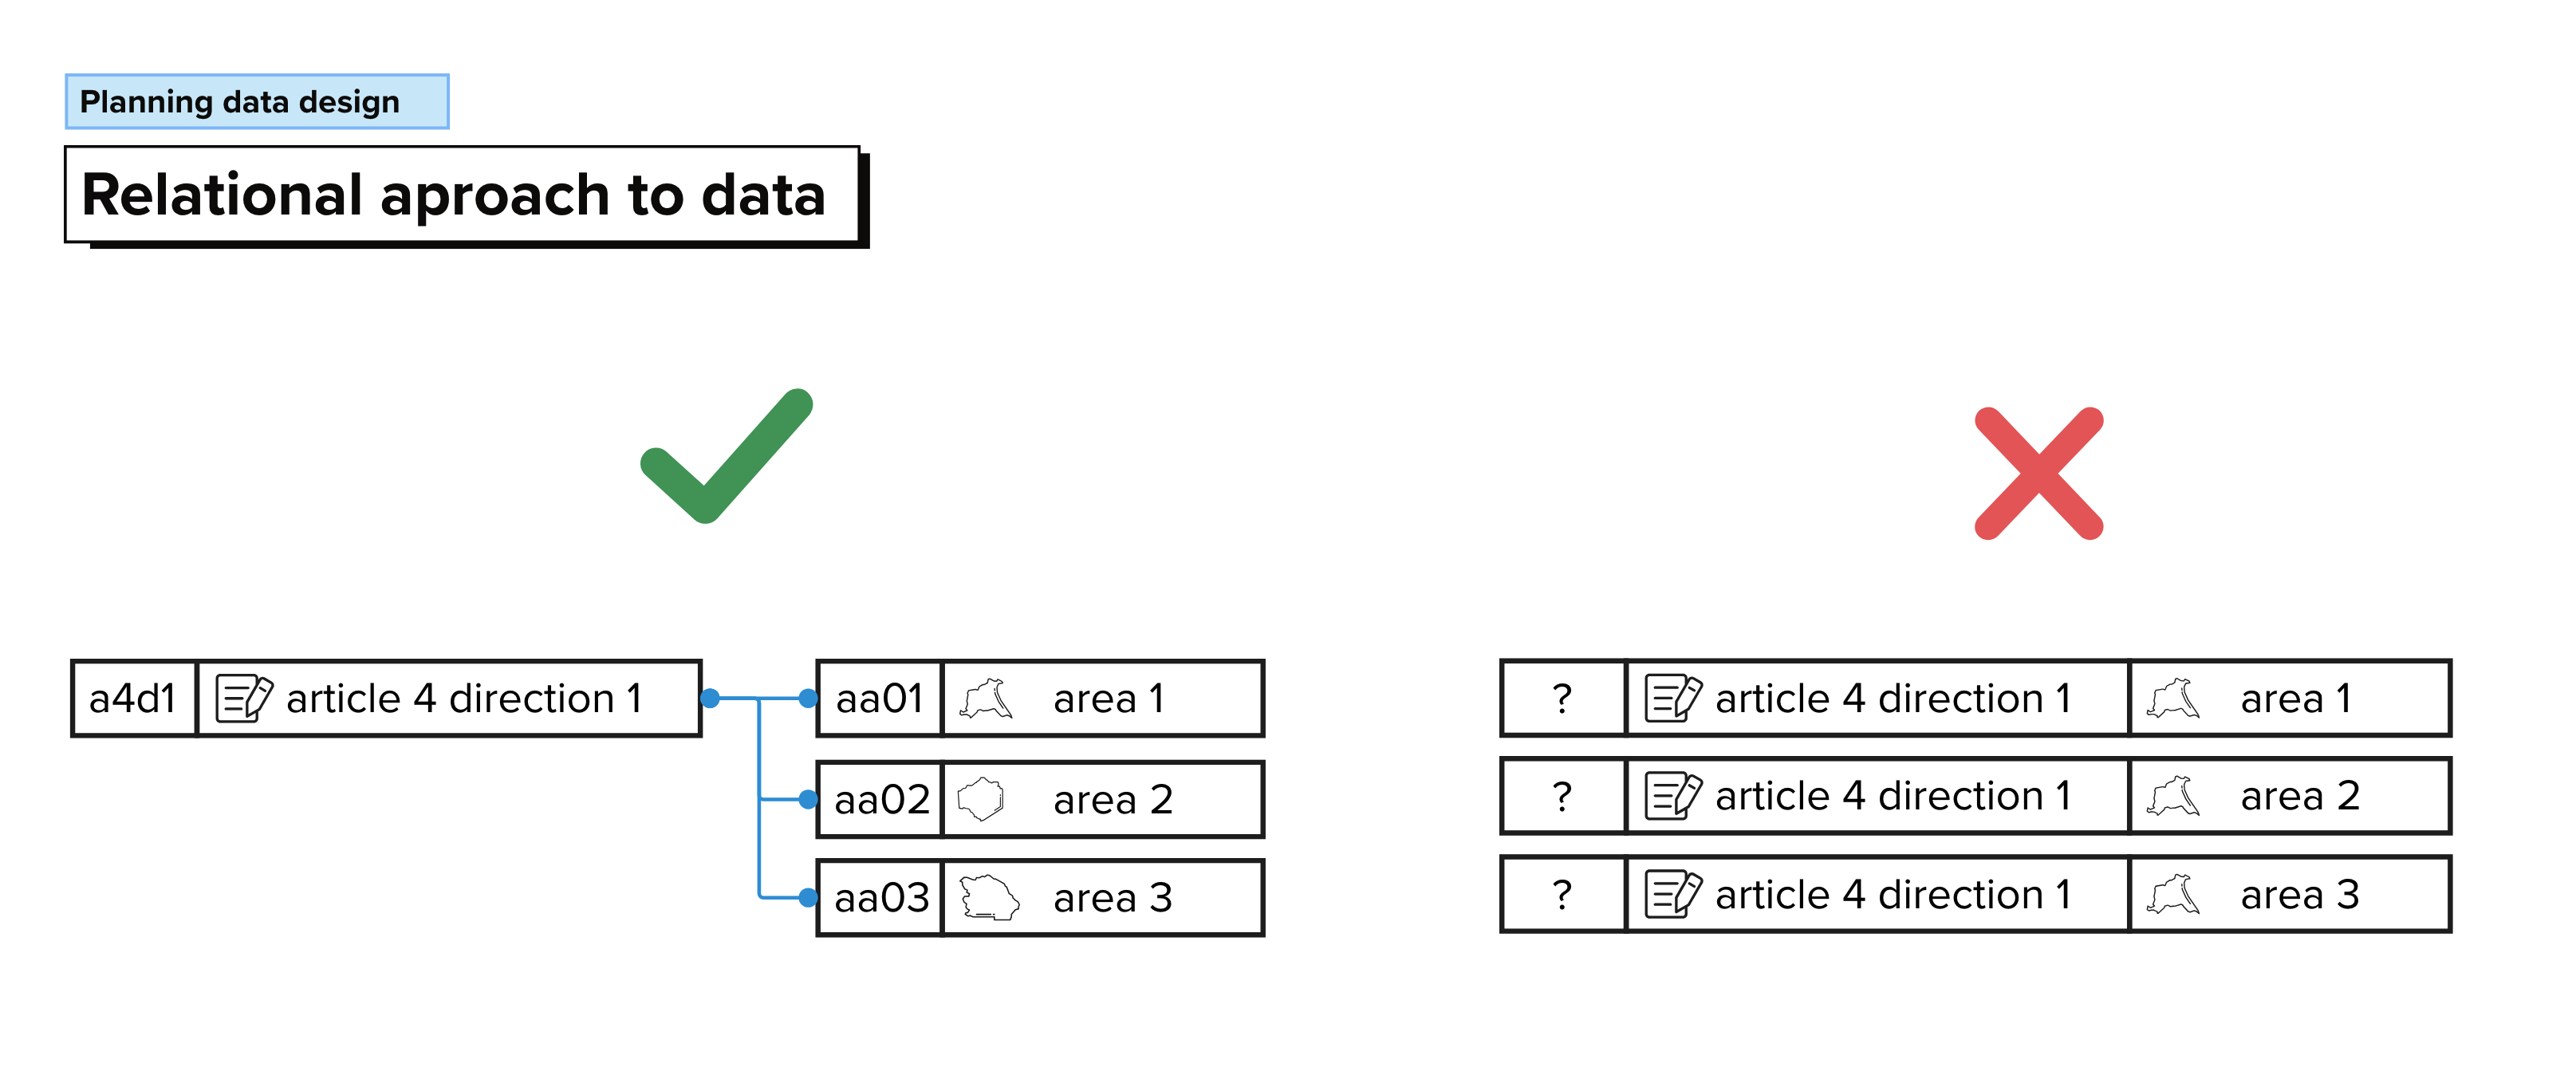 Planning data design
Relational aproach to data
a4d1 article 4 direction 1
aa01 area 1
aa02 area 2
aa03 area 3
? article 4 direction 1 area 1
? article 4 direction 1 area 2
? article 4 direction 1 area 3